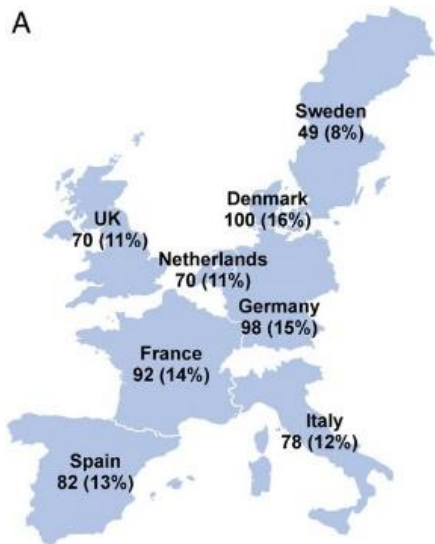 A
Sweden
49 (8%)
Denmark
100 (16%)
UK
70 (11%)
Netherlands
70 (11%)
Germany
98 (15%)
France
92 (14%)
Italy
78 (12%)
Spain
82 (13%)